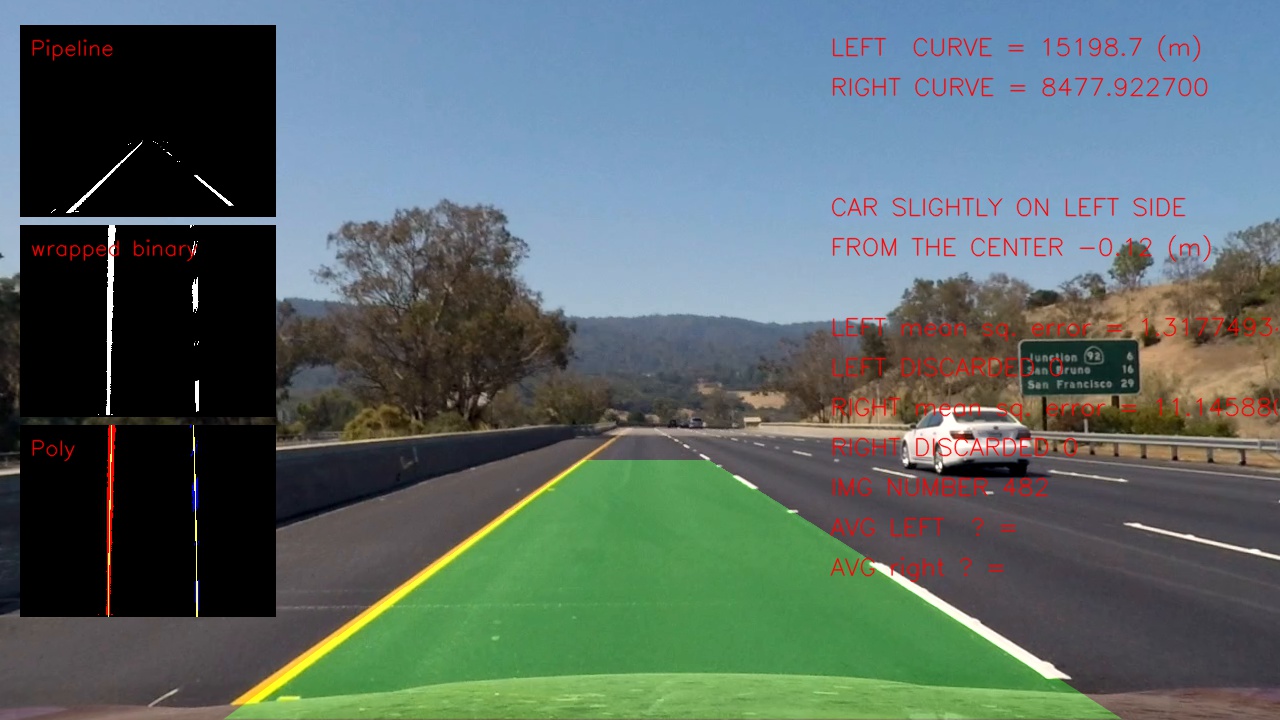 Pipeline
wrapped binary
Poly
LEFT CURVE = 15198.7 (m)
RIGHT CURVE = 8477.922700
CAR SLIGHTLY ON LEFT SIDE
FROM THE CENTER -0.12 (m)
LEFT mean sq. error = 1.3177493
LEFT DISCARDED 0
RIGHT mean sq. error = 11.14588
RIGHT DISCARDED 0
IMG NUMBER 482
AVG LEFT ? =
AVG right ? =
Junction 92 6
San Bruno 16
San Francisco 29